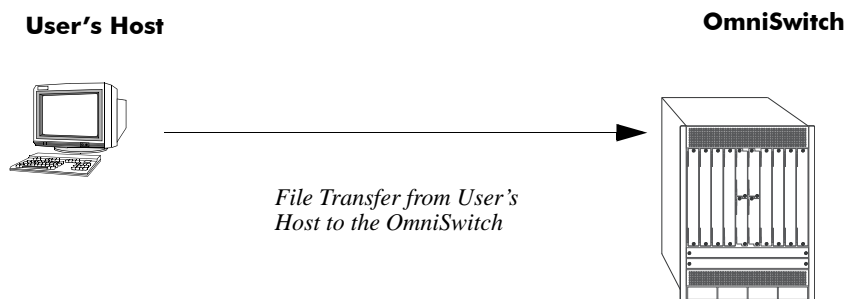 User's Host
OmniSwitch
File Transfer from User's
Host to the OmniSwitch